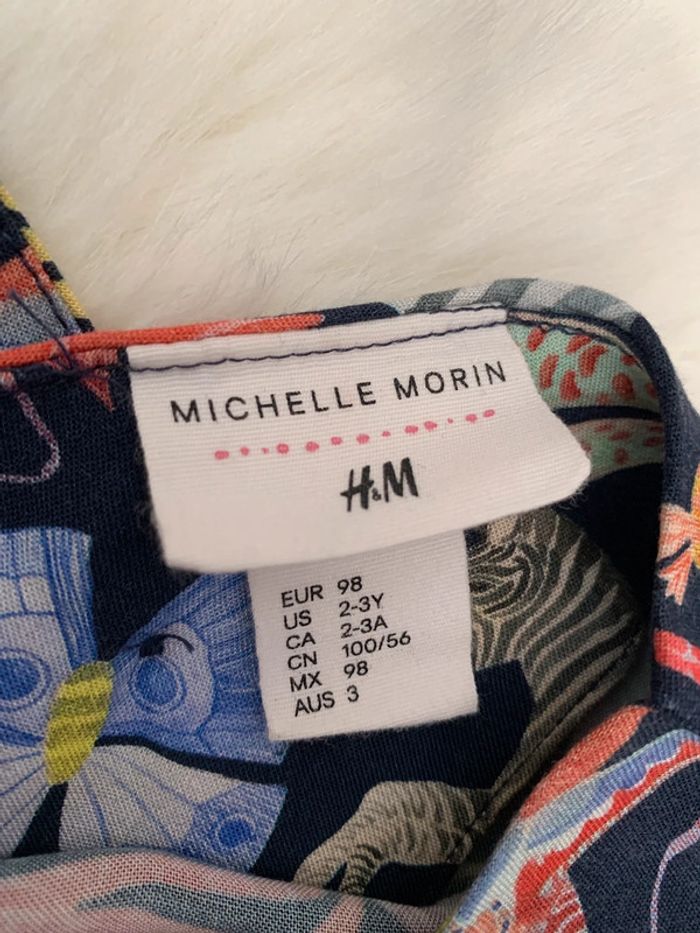 MICHELLE MORIN
H&M
EUR 98
US 2-3Y
CA 2-3A
CN 100/56
MX 98
AUS 3